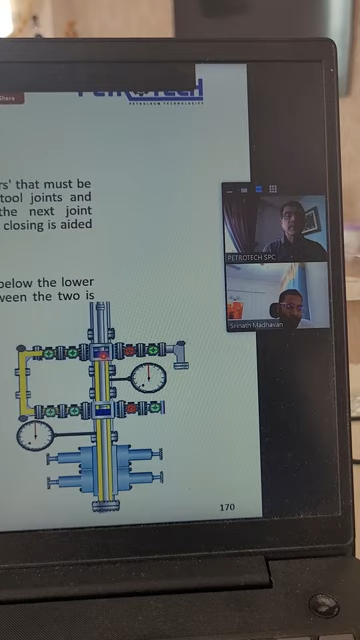 Share
PETROTECH
PETROLEUM TECHNOLOGIES
rs' that must be
tool joints and
the next joint
closing is aided
below the lower
ween the two is
PETROTECH SPC
Srinath Madhavan
170